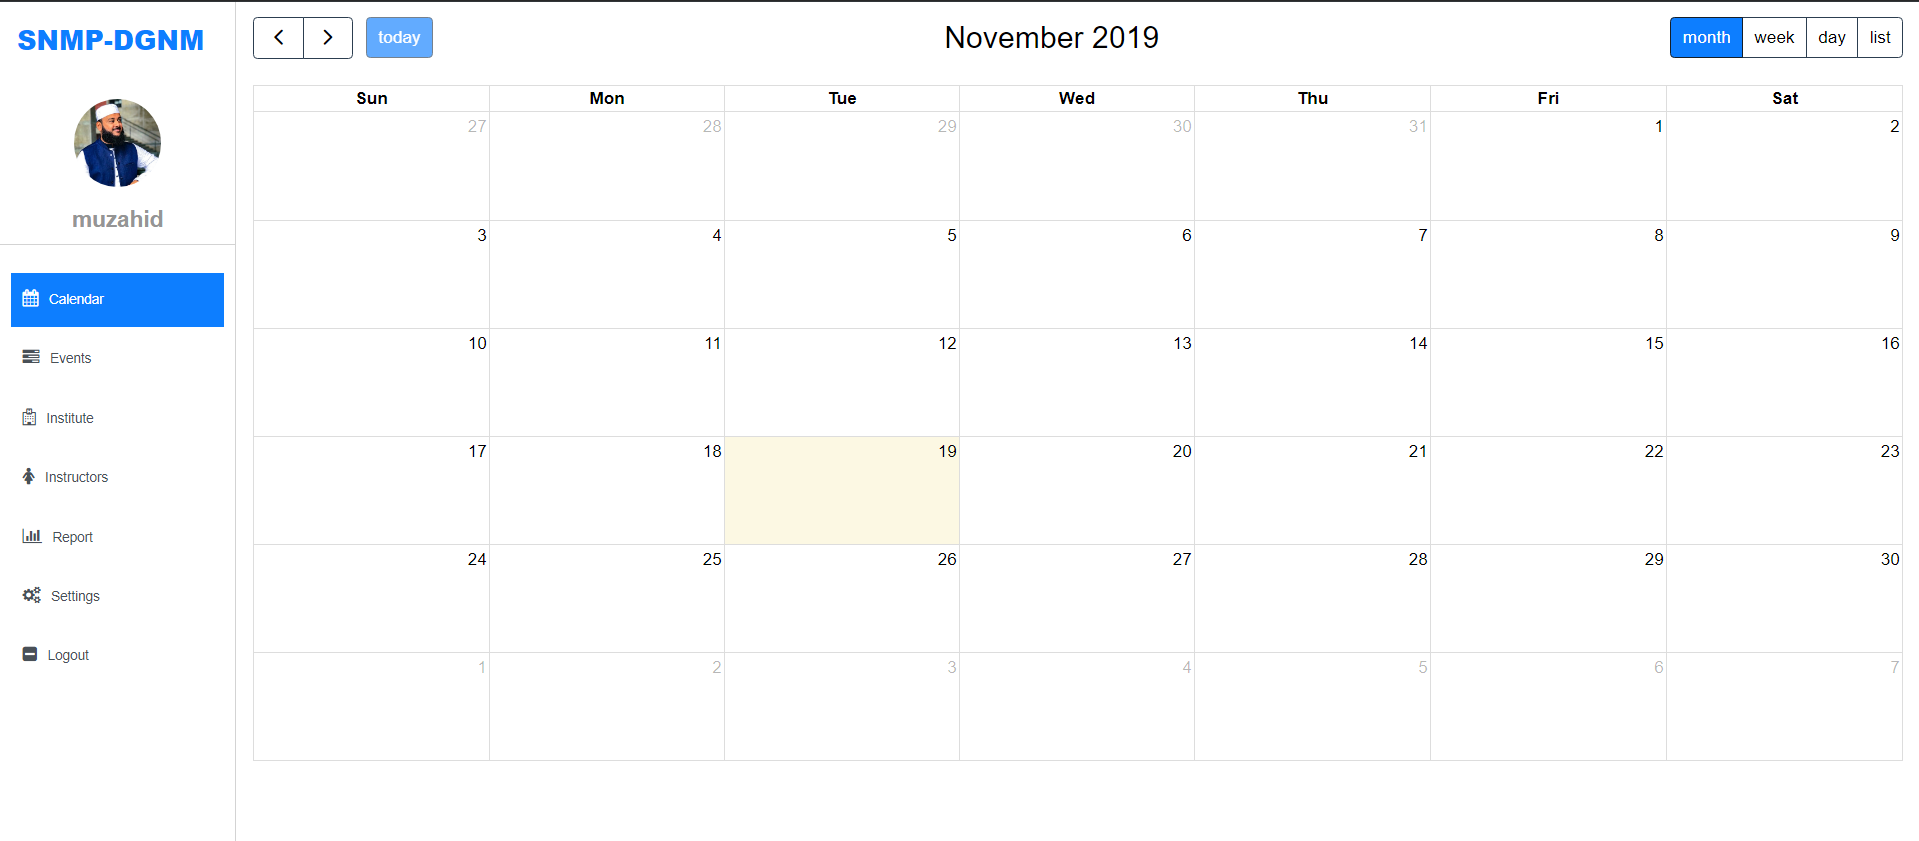 SNMP-DGNM
muzahid
Calendar
Events
Institute
Instructors
Report
Settings
Logout
today
November 2019
month week day list
Sun Mon Tue Wed Thu Fri Sat
27 28 29 30 31 1 2
3 4 5 6 7 8 9
10 11 12 13 14 15 16
17 18 19 20 21 22 23
24 25 26 27 28 29 30
1 2 3 4 5 6 7